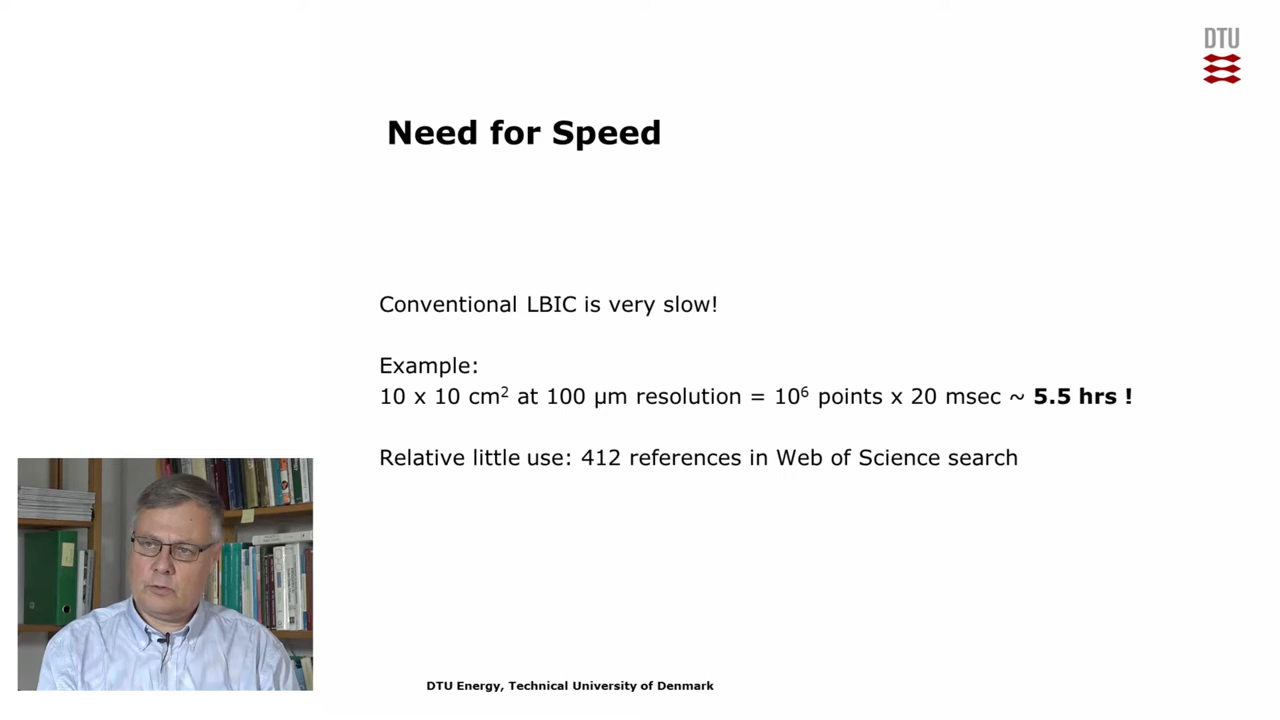 DTU
Need for Speed
Conventional LBIC is very slow!
Example:
10 x 10 cm² at 100 µm resolution = 10⁶ points x 20 msec ~ 5.5 hrs !
Relative little use: 412 references in Web of Science search
DTU Energy, Technical University of Denmark